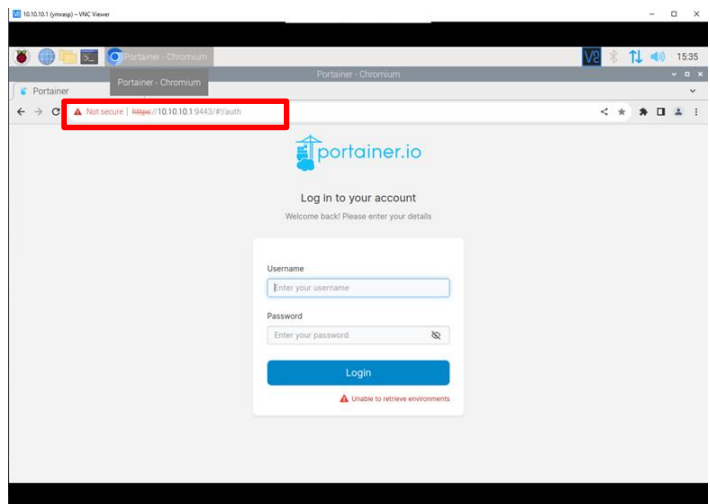 10.10.10.1 (ymrasp) – VNC Viewer
Portainer - Chromium
15:35
Portainer - Chromium
Portainer
Portainer - Chromium
Not secure | https://10.10.10.1:9443/#!/auth
portainer.io
Log in to your account
Welcome back! Please enter your details
Username
Enter your username
Password
Enter your password
Login
Unable to retrieve environments